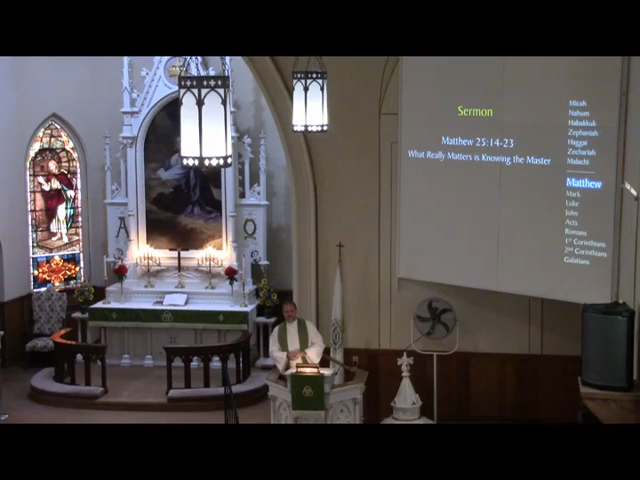 Sermon
Matthew 25:14-23
What Really Matters is Knowing the Master
Micah
Nahum
Habakkuk
Zephaniah
Haggai
Zechariah
Malachi
Matthew
Mark
Luke
John
Acts
Romans
1st Corinthians
2nd Corinthians
Galatians
Α
Ω